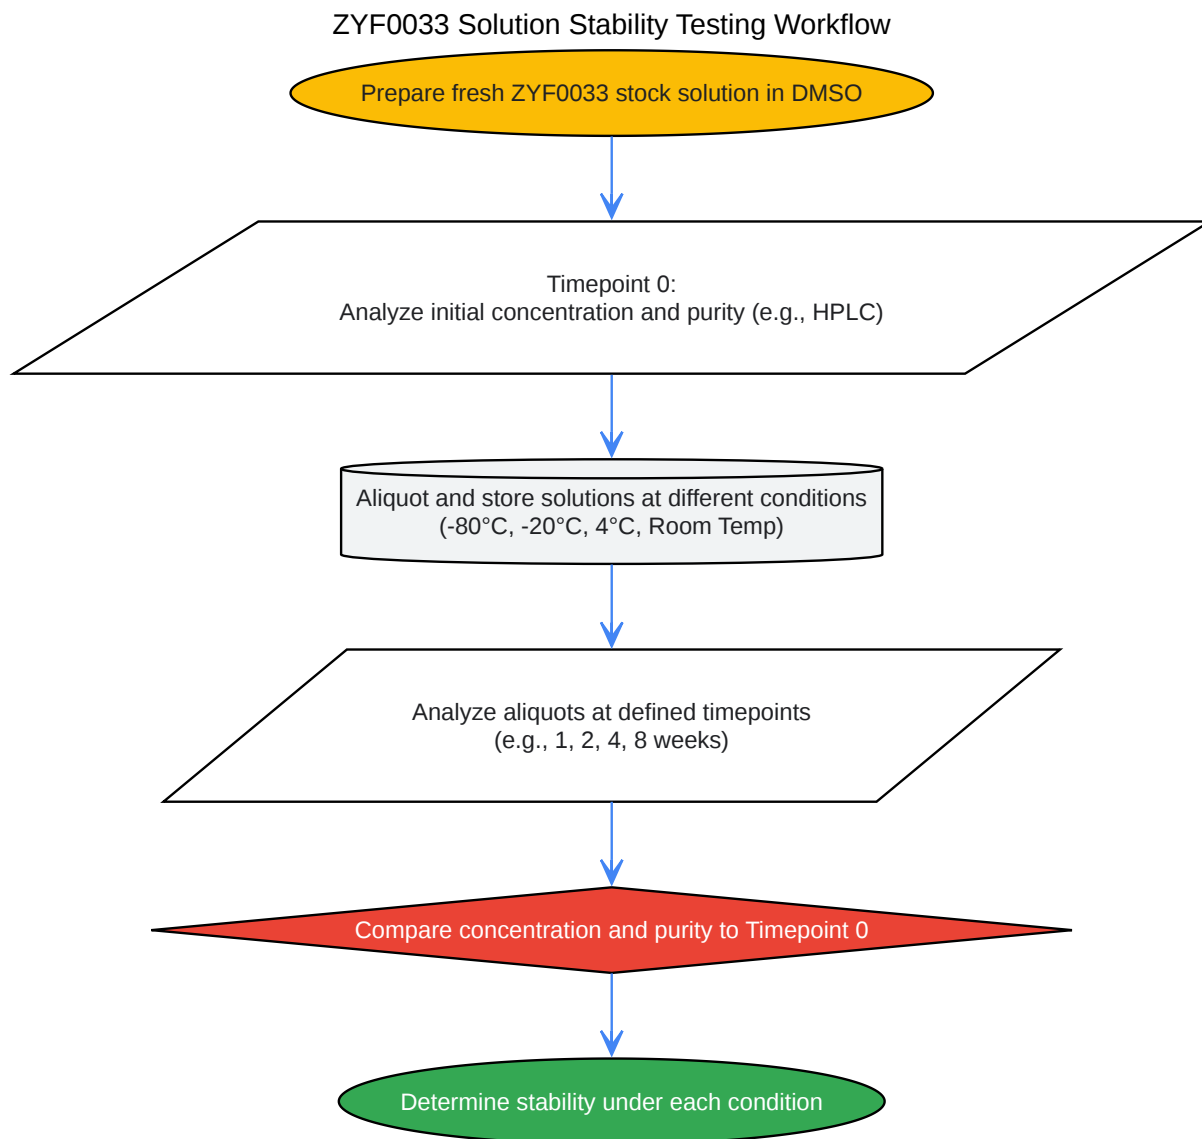 ZYF0033 Solution Stability Testing Workflow
Prepare fresh ZYF0033 stock solution in DMSO
Timepoint 0:
Analyze initial concentration and purity (e.g., HPLC)
Aliquot and store solutions at different conditions
(-80°C, -20°C, 4°C, Room Temp)
Analyze aliquots at defined timepoints
(e.g., 1, 2, 4, 8 weeks)
Compare concentration and purity to Timepoint 0
Determine stability under each condition